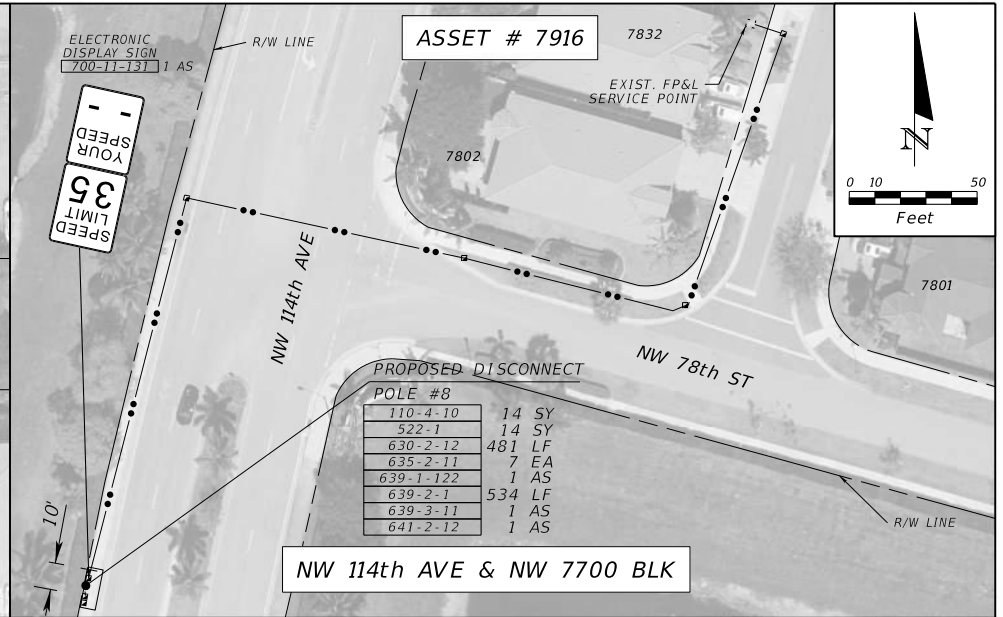 ASSET # 7916
ELECTRONIC
DISPLAY SIGN
700-11-131 1 AS
R/W LINE
7832
EXIST. FP&L
SERVICE POINT
N
0 10 50
Feet
-
YOUR
SPEED
SPEED
LIMIT
35
7802
7801
NW 114th AVE
NW 78th ST
PROPOSED DISCONNECT
POLE #8
110-4-10 14 SY
522-1 14 SY
630-2-12 481 LF
635-2-11 7 EA
639-1-122 1 AS
639-2-1 534 LF
639-3-11 1 AS
641-2-12 1 AS
R/W LINE
10'
NW 114th AVE & NW 7700 BLK